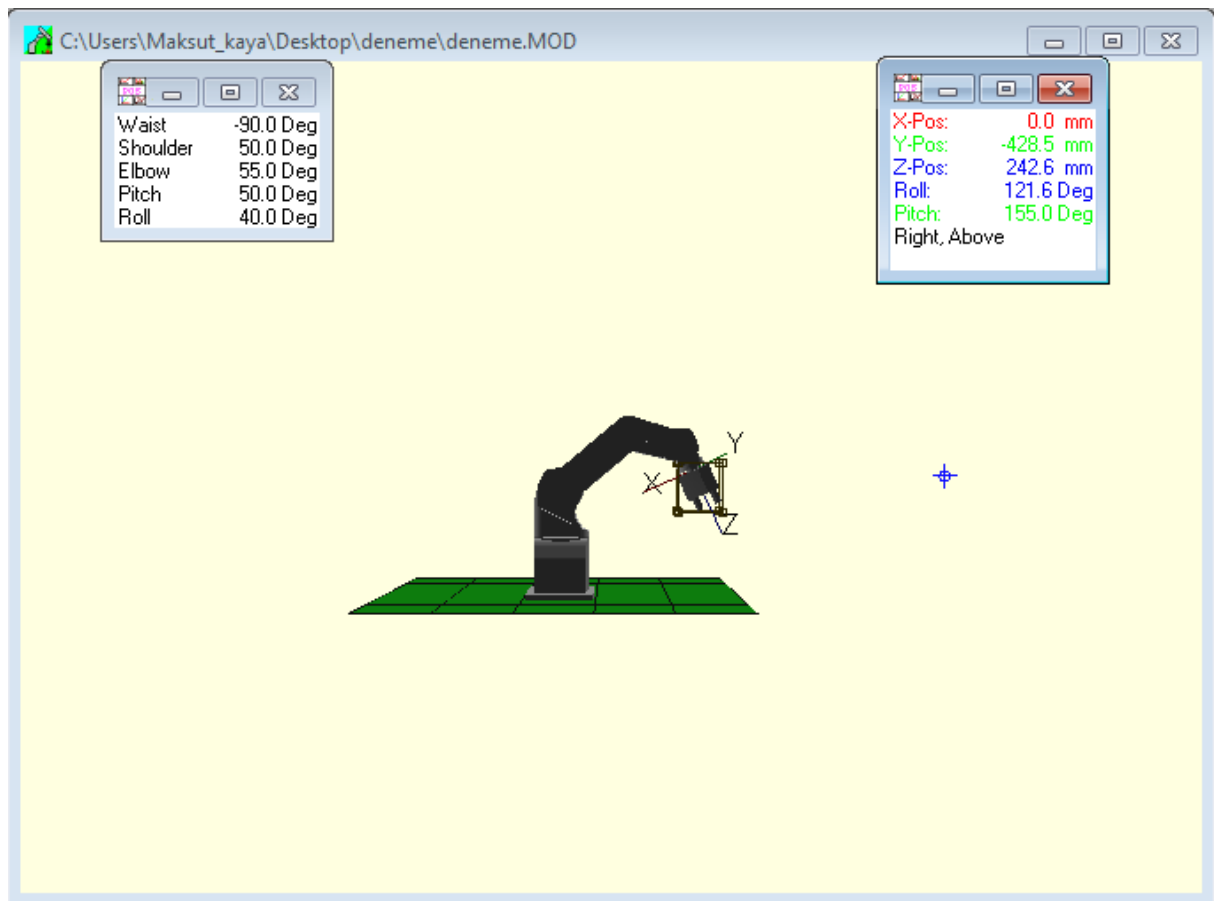 C:\Users\Maksut_kaya\Desktop\deneme\deneme.MOD
Waist -90.0 Deg
Shoulder 50.0 Deg
Elbow 55.0 Deg
Pitch 50.0 Deg
Roll 40.0 Deg
X-Pos: 0.0 mm
Y-Pos: -428.5 mm
Z-Pos: 242.6 mm
Roll: 121.6 Deg
Pitch: 155.0 Deg
Right, Above
Y
X
Z